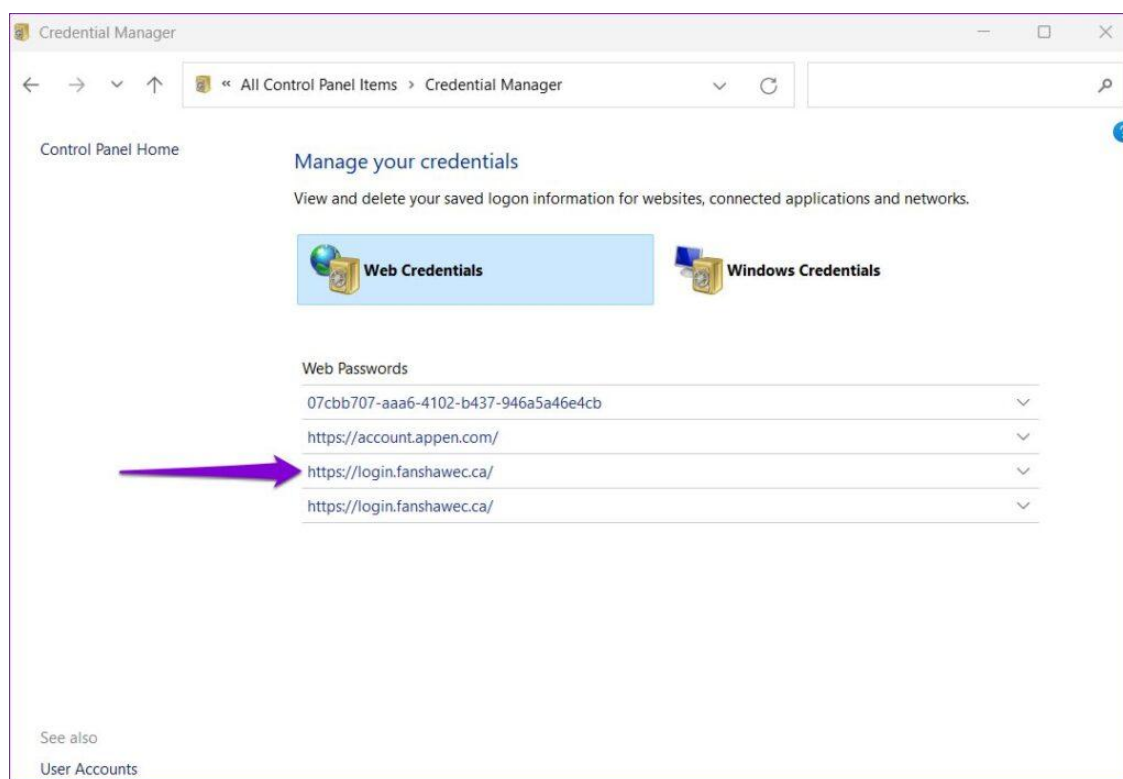 Credential Manager
« All Control Panel Items › Credential Manager
Control Panel Home
Manage your credentials
View and delete your saved logon information for websites, connected applications and networks.
Web Credentials
Windows Credentials
Web Passwords
07cbb707-aaa6-4102-b437-946a5a46e4cb
https://account.appen.com/
https://login.fanshawec.ca/
https://login.fanshawec.ca/
See also
User Accounts